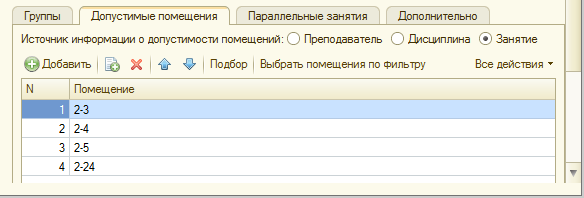 Группы Допустимые помещения Параллельные занятия Дополнительно
Источник информации о допустимости помещений: Преподаватель Дисциплина Занятие
Добавить Подбор Выбрать помещения по фильтру Все действия
N Помещение
1 2-3
2 2-4
3 2-5
4 2-24